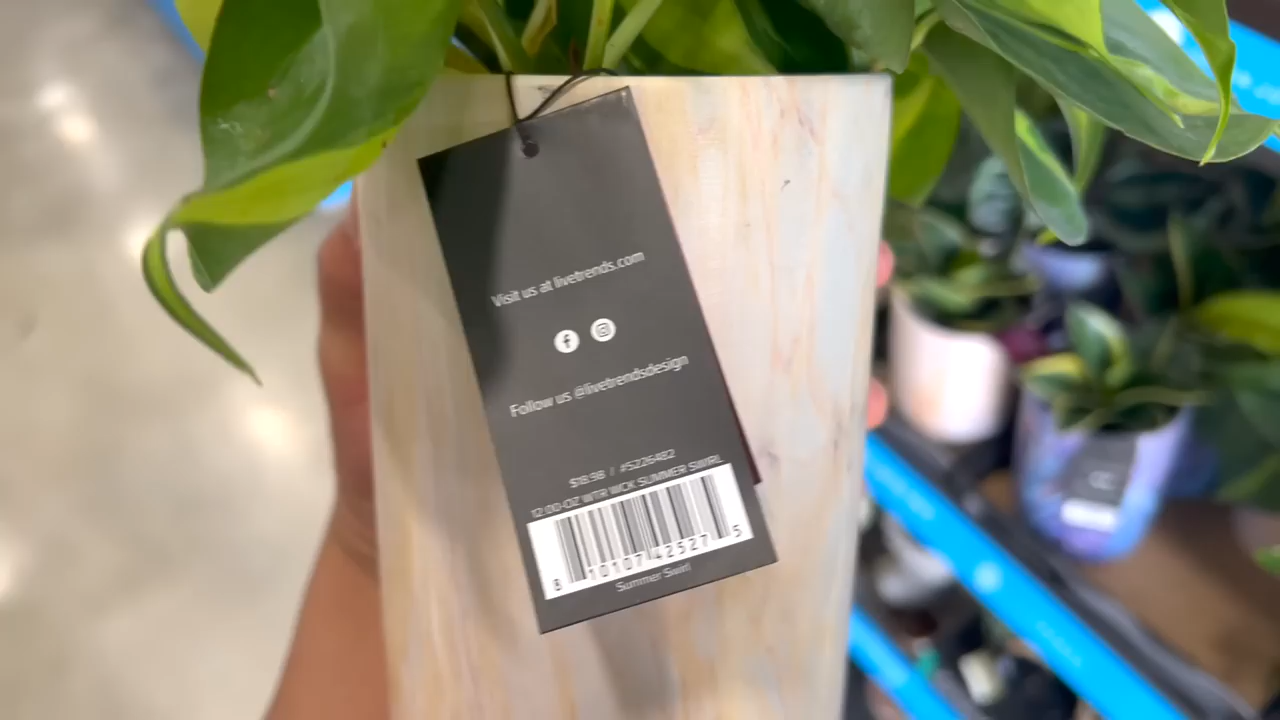 Visit us at livetrends.com
Follow us @livetrendsdesign
$18.98 / #5226482
12.00-OZ WTR WCK SUMMER SWIRL
8 10107 42527 5
Summer Swirl